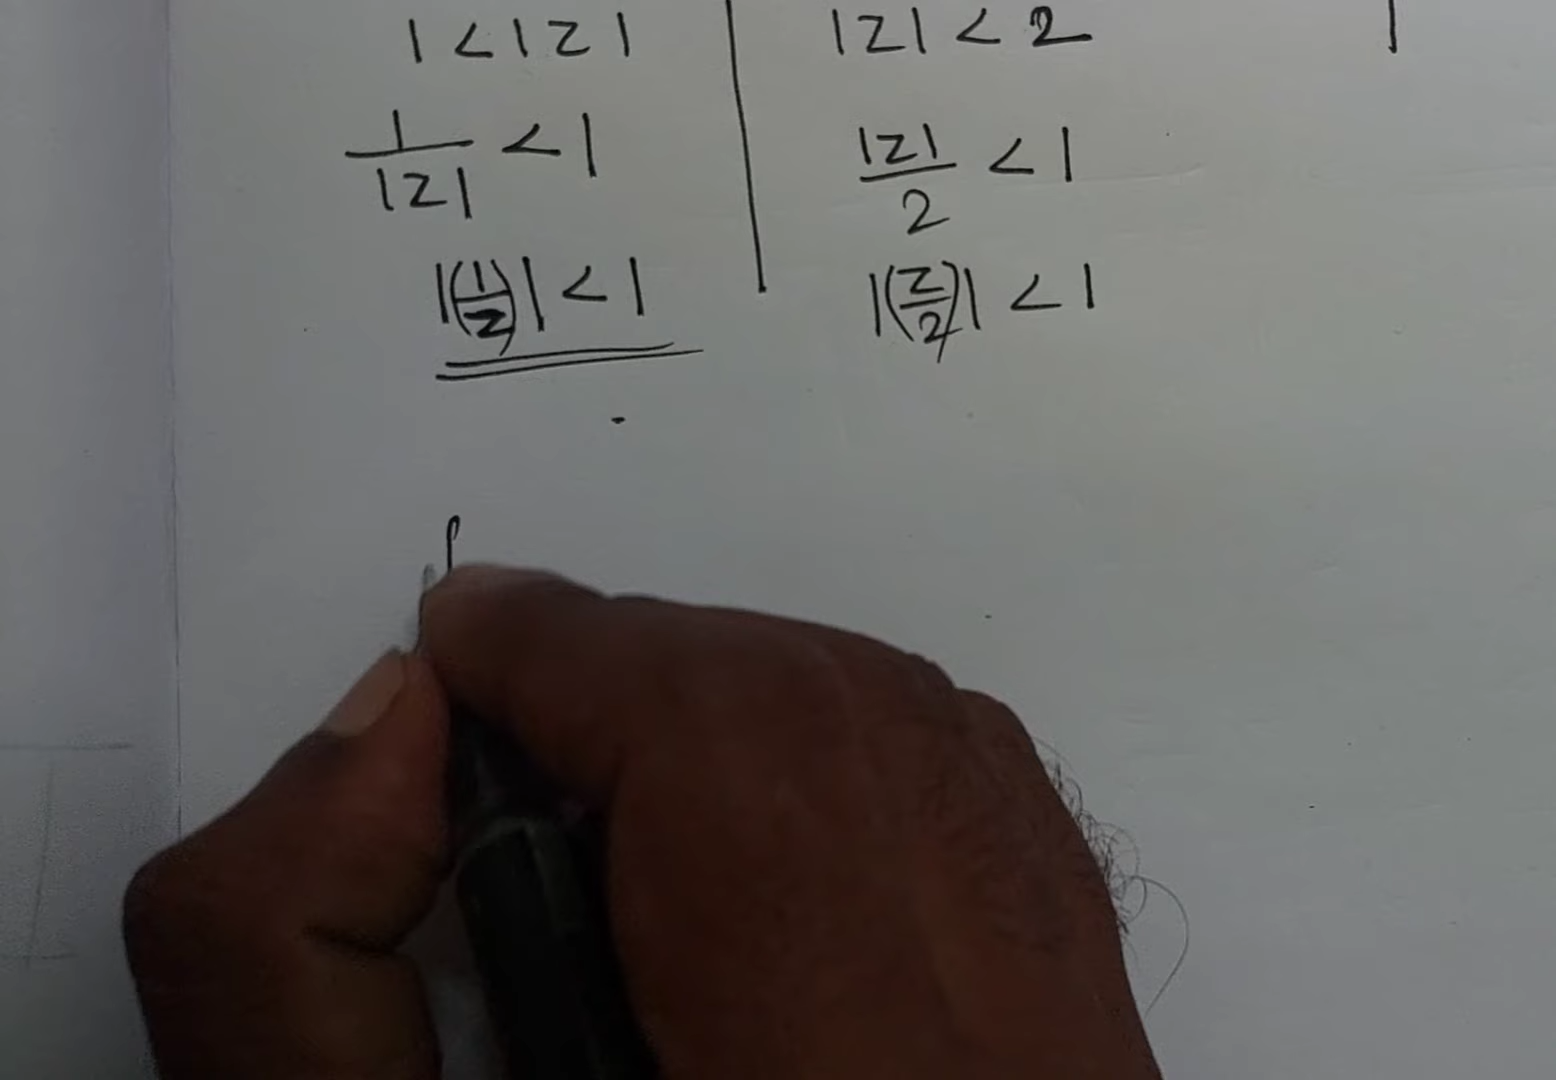 1 < |z|
1/|z| < 1
|(1/z)| < 1
|z| < 2
|z|/2 < 1
|(z/2)| < 1